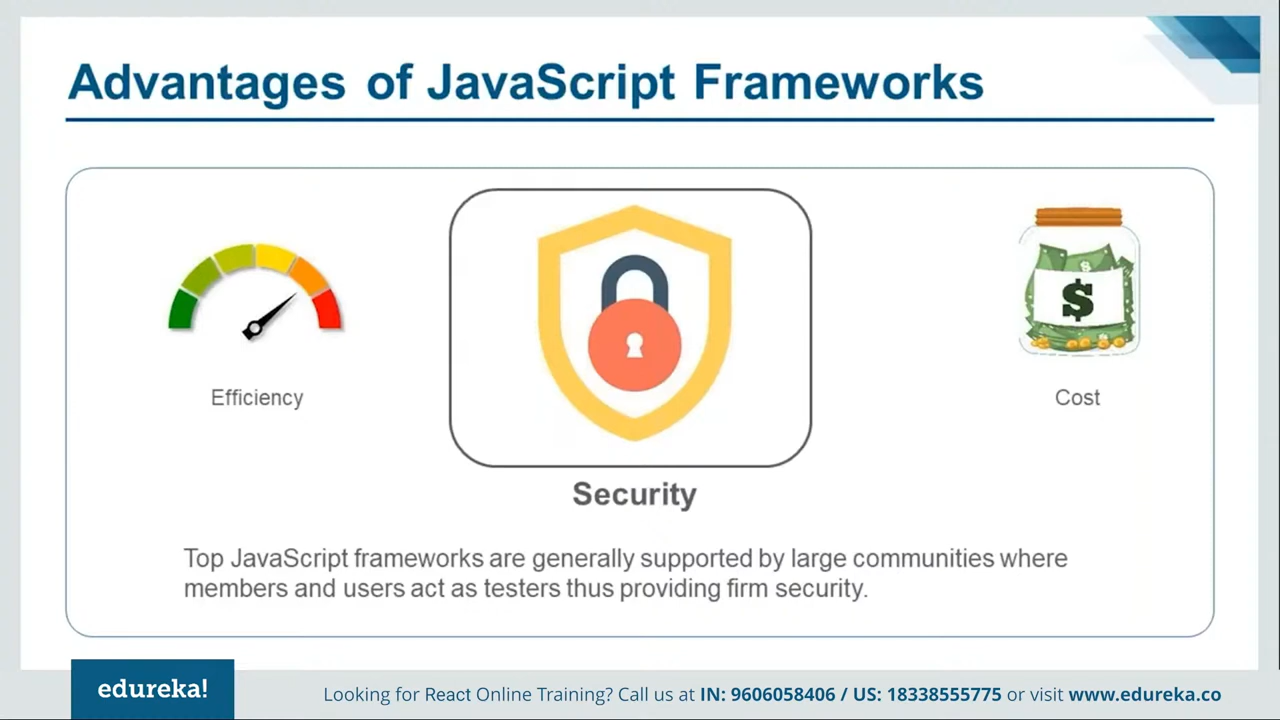 Advantages of JavaScript Frameworks
$
Efficiency
Cost
Security
Top JavaScript frameworks are generally supported by large communities where
members and users act as testers thus providing firm security.
edureka!
Looking for React Online Training? Call us at IN: 9606058406 / US: 18338555775 or visit www.edureka.co